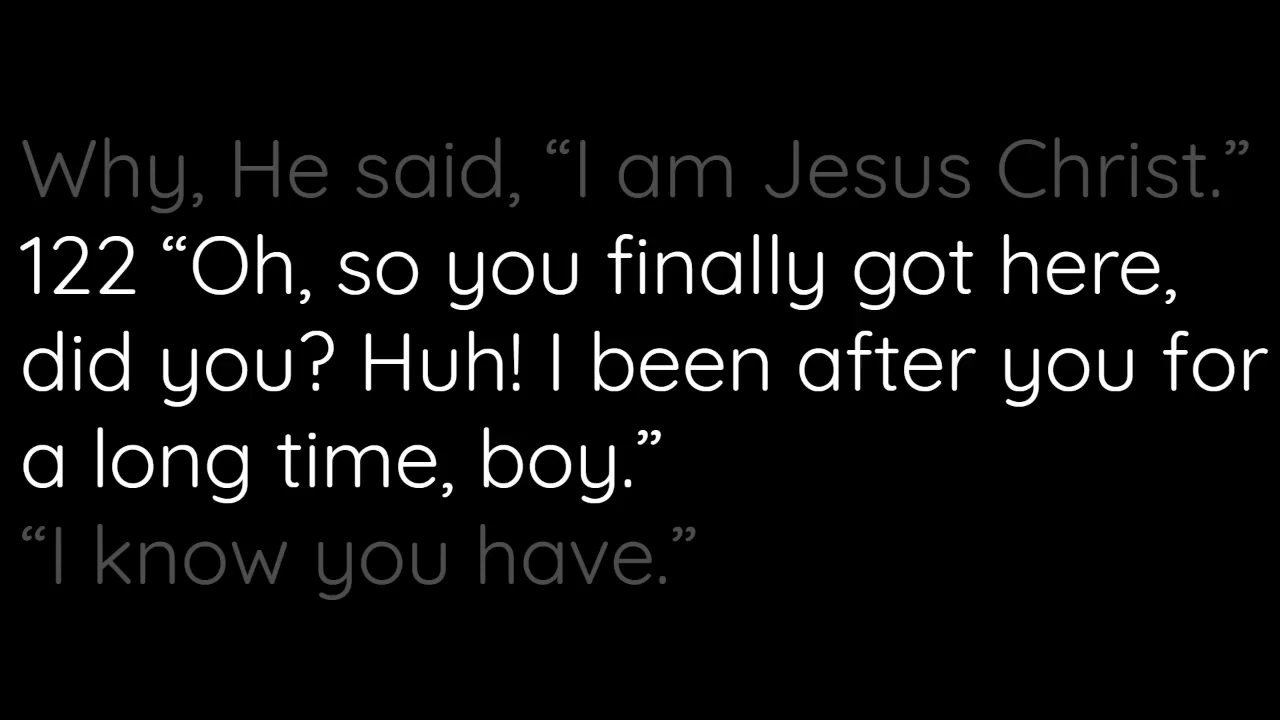 Why, He said, “I am Jesus Christ.”
122 “Oh, so you finally got here,
did you? Huh! I been after you for
a long time, boy.”
“I know you have.”